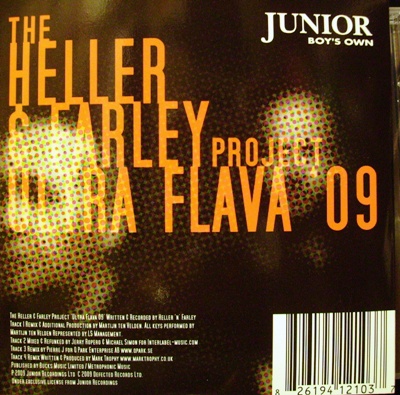 THE
HELLER
& FARLEY PROJECT
ULTRA FLAVA '09
JUNIOR
BOY'S OWN
The Heller & Farley Project 'Ultra Flava 09' Written & Recorded by Heller 'n' Farley
Track 1 Remix & Additional Production by Martijn ten Velden. All keys performed by
Martijn ten Velden Represented by LS Management.
Track 2 Mixed & Refunked by Jerry Ropero & Michael Simon for Interlabel-Music.com
Track 3 Remix by Pierre J for Q Park Enterprise AB www.qpark.se
Track 4 Remix Written & Produced by Mark Trophy www.marktrophy.co.uk
Published by Bucks Music Limited / Metrophonic Music
℗ 2009 Junior Recordings Ltd © 2009 Defected Records Ltd.
Under exclusive license from Junior Recordings
8 26194 12103 7